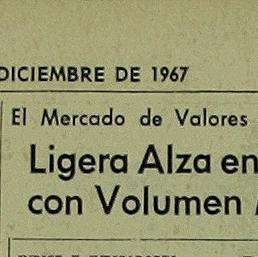 DICIEMBRE DE 1967
El Mercado de Valores
Ligera Alza en
con Volumen